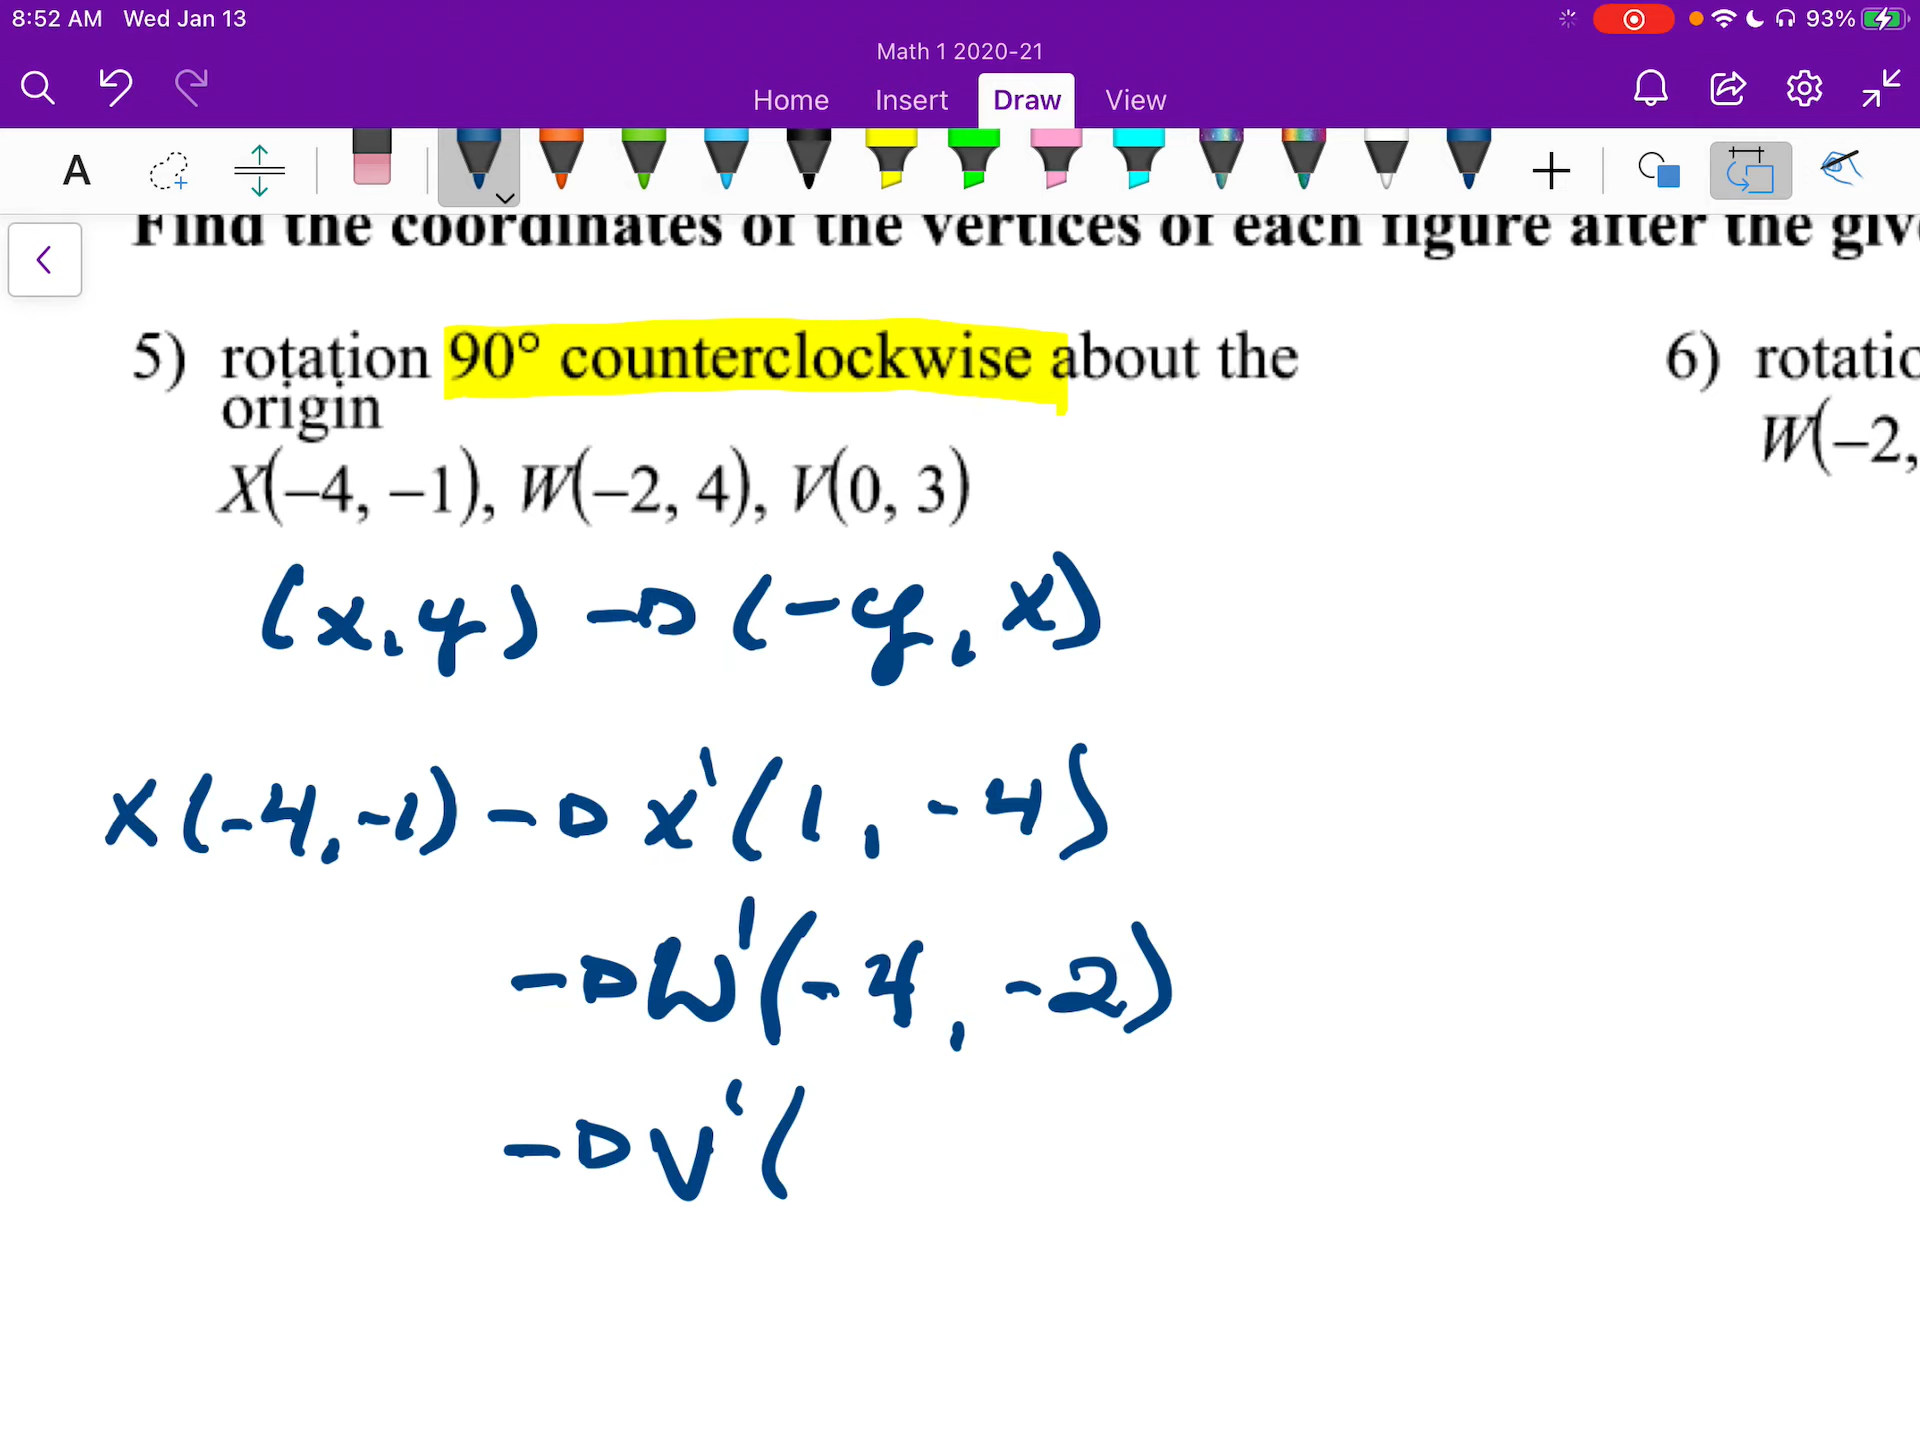 8:52 AM Wed Jan 13
93%
Math 1 2020-21
Home Insert Draw View
A
Find the coordinates of the vertices of each figure after the giv
5) rotation 90° counterclockwise about the
origin
X(–4, –1), W(–2, 4), V(0, 3)
6) rotatio
W(–2,
(x, y) → (-y, x)
X(-4, -1) → X'(1, -4)
→ W'(-4, -2)
→ V'(